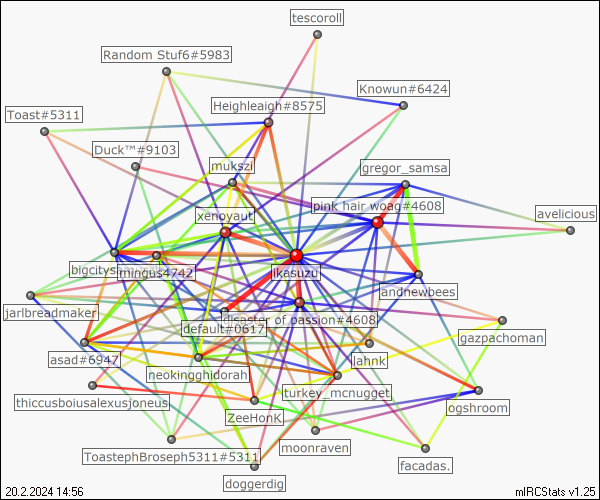 tescoroll
Random Stuf6#5983
Knowun#6424
Heighleaigh#8575
Toast#5311
Duck™#9103
mukszi
gregor_samsa
pink hair woag#4608
xenoyaut
avelicious
ikasuzu
mingus4742
andnewbees
jarlbreadmaker
disaster of passion#4608
default#0617
gazpachoman
asad#6947
jahnk
neokingghidorah
turkey_mcnugget
thiccusboiusalexusjoneus
ogshroom
ZeeHonK
moonraven
ToastephBroseph5311#5311
facadas.
doggerdig
20.2.2024 14:56
mIRCStats v1.25